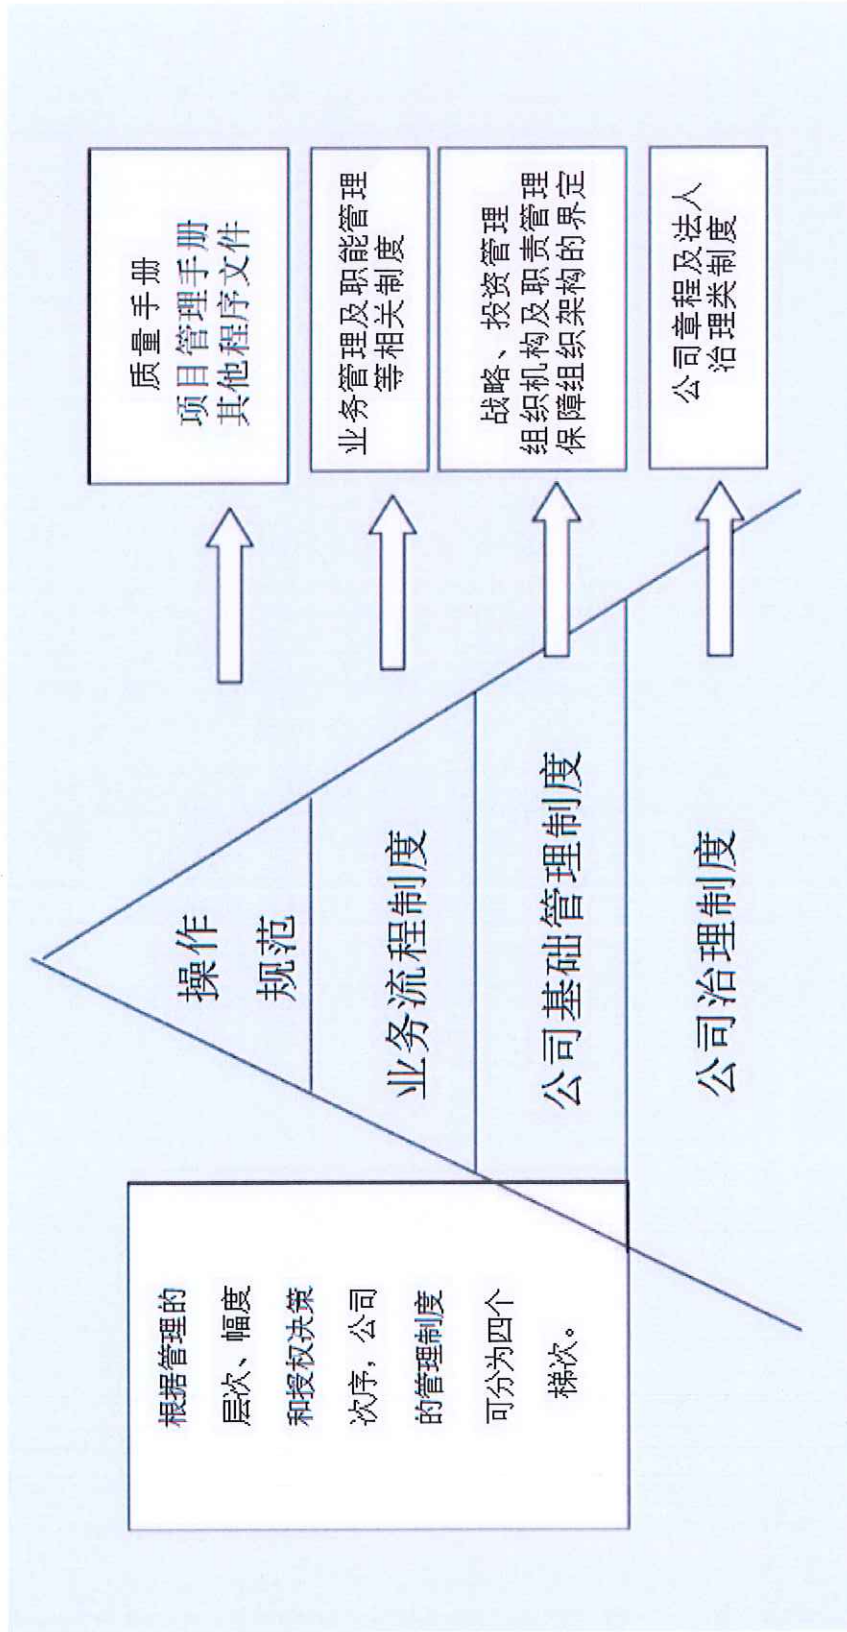 根据管理的
层次、幅度
和授权决策
次序，公司
的管理制度
可分为四个
梯次。
操作
规范
业务流程制度
公司基础管理制度
公司治理制度
质量手册
项目管理手册
其他程序文件
业务管理及职能管理
等相关制度
战略、投资管理
组织机构及职责管理
保障组织架构的界定
公司章程及法人
治理类制度